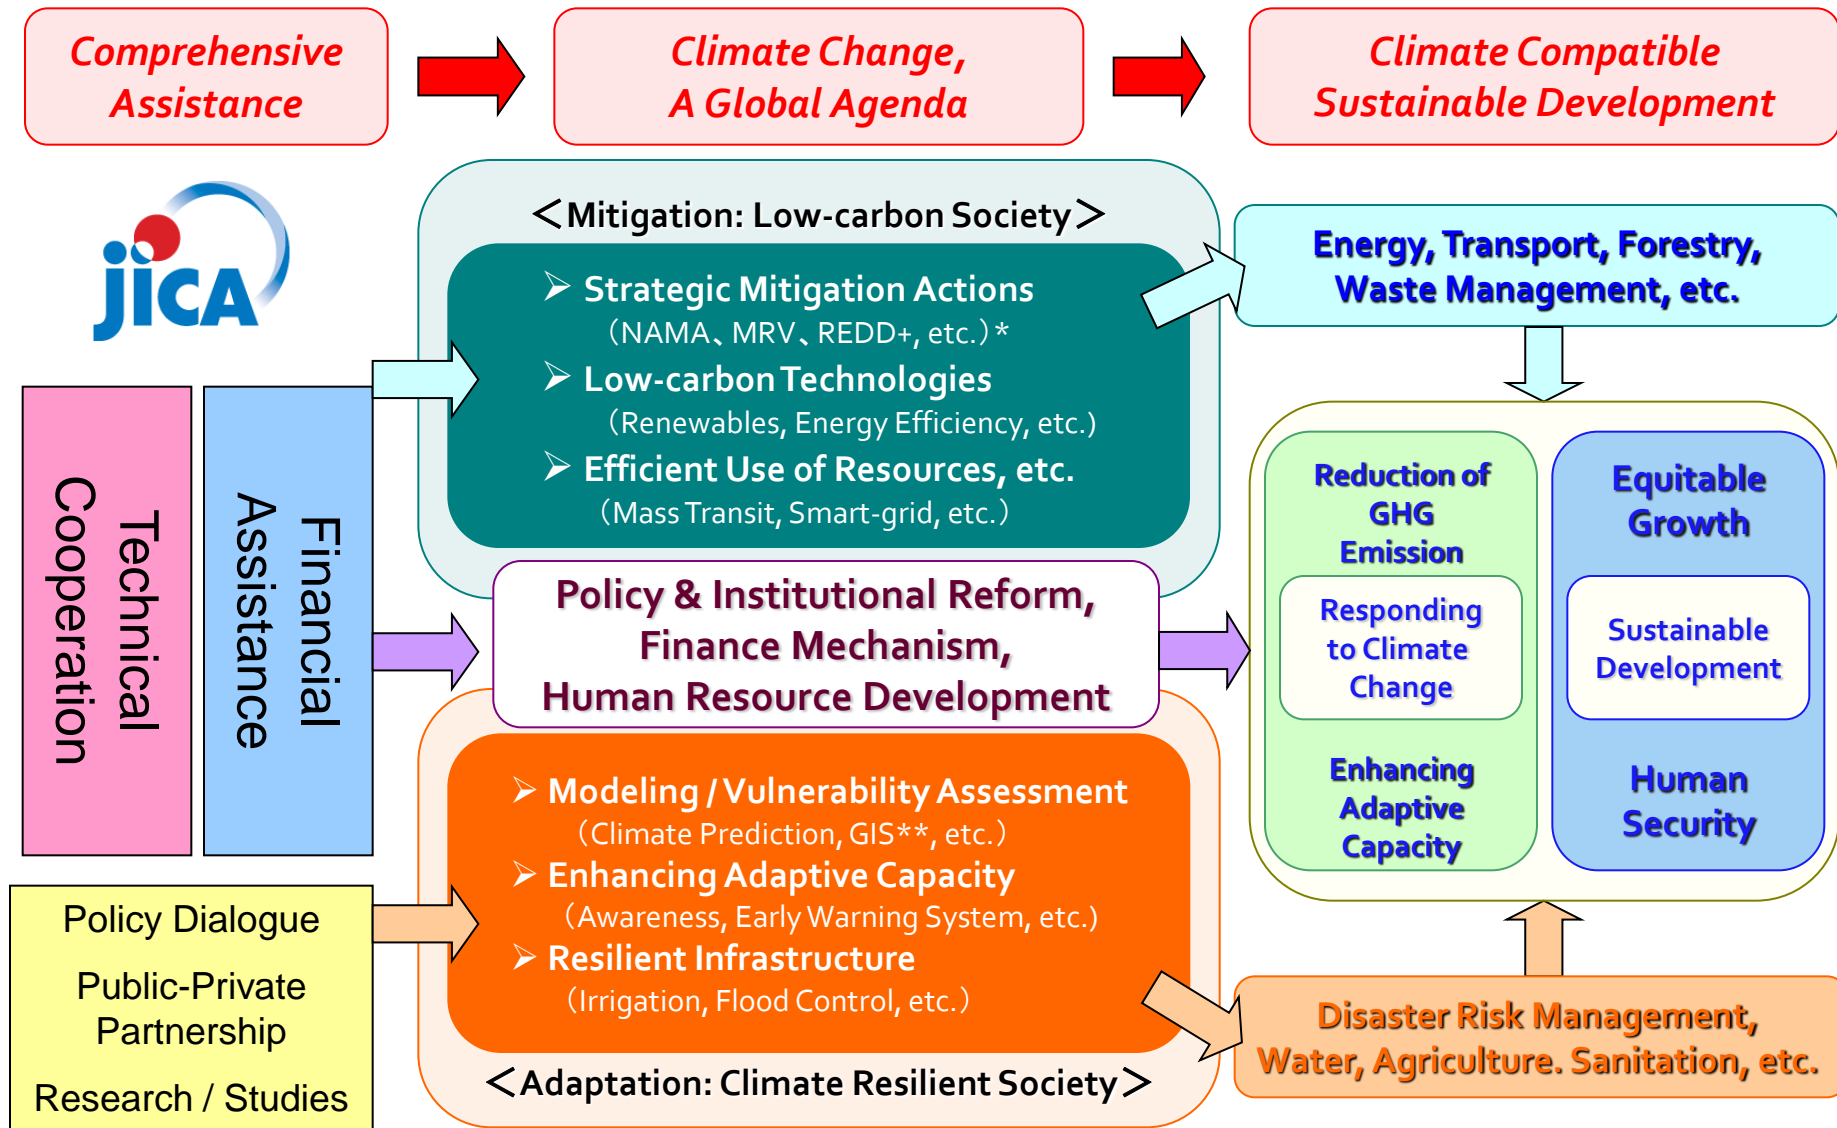 Comprehensive
Assistance
Climate Change,
A Global Agenda
Climate Compatible
Sustainable Development
jICA
Technical
Cooperation
Financial
Assistance
Policy Dialogue
Public-Private
Partnership
Research / Studies
＜Mitigation: Low-carbon Society＞
➢ Strategic Mitigation Actions
（NAMA、MRV、REDD+, etc.）*
➢ Low-carbon Technologies
（Renewables, Energy Efficiency, etc.)
➢ Efficient Use of Resources, etc.
（Mass Transit, Smart-grid, etc.）
Policy & Institutional Reform,
Finance Mechanism,
Human Resource Development
➢ Modeling / Vulnerability Assessment
（Climate Prediction, GIS**, etc.）
➢ Enhancing Adaptive Capacity
（Awareness, Early Warning System, etc.)
➢ Resilient Infrastructure
（Irrigation, Flood Control, etc.）
＜Adaptation: Climate Resilient Society＞
Energy, Transport, Forestry,
Waste Management, etc.
Reduction of
GHG
Emission
Responding
to Climate
Change
Enhancing
Adaptive
Capacity
Equitable
Growth
Sustainable
Development
Human
Security
Disaster Risk Management,
Water, Agriculture. Sanitation, etc.